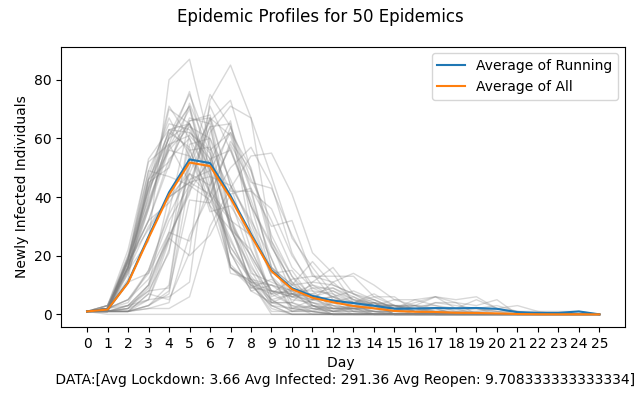 Epidemic Profiles for 50 Epidemics
Average of Running
Average of All
Newly Infected Individuals
80
60
40
20
0
0 1 2 3 4 5 6 7 8 9 10 11 12 13 14 15 16 17 18 19 20 21 22 23 24 25
Day
DATA:[Avg Lockdown: 3.66 Avg Infected: 291.36 Avg Reopen: 9.708333333333334]